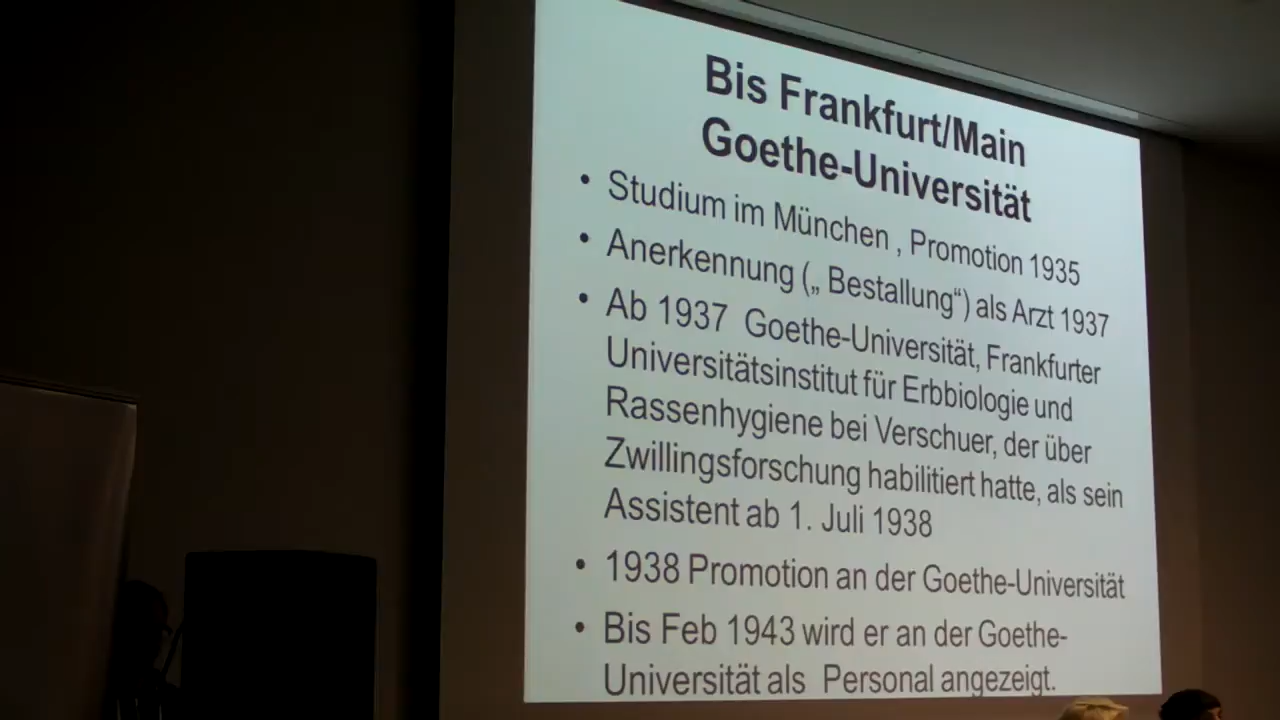 Bis Frankfurt/Main
Goethe-Universität
• Studium im München , Promotion 1935
• Anerkennung („ Bestallung“) als Arzt 1937
• Ab 1937 Goethe-Universität, Frankfurter
Universitätsinstitut für Erbbiologie und
Rassenhygiene bei Verschuer, der über
Zwillingsforschung habilitiert hatte, als sein
Assistent ab 1. Juli 1938
• 1938 Promotion an der Goethe-Universität
• Bis Feb 1943 wird er an der Goethe-
Universität als Personal angezeigt.